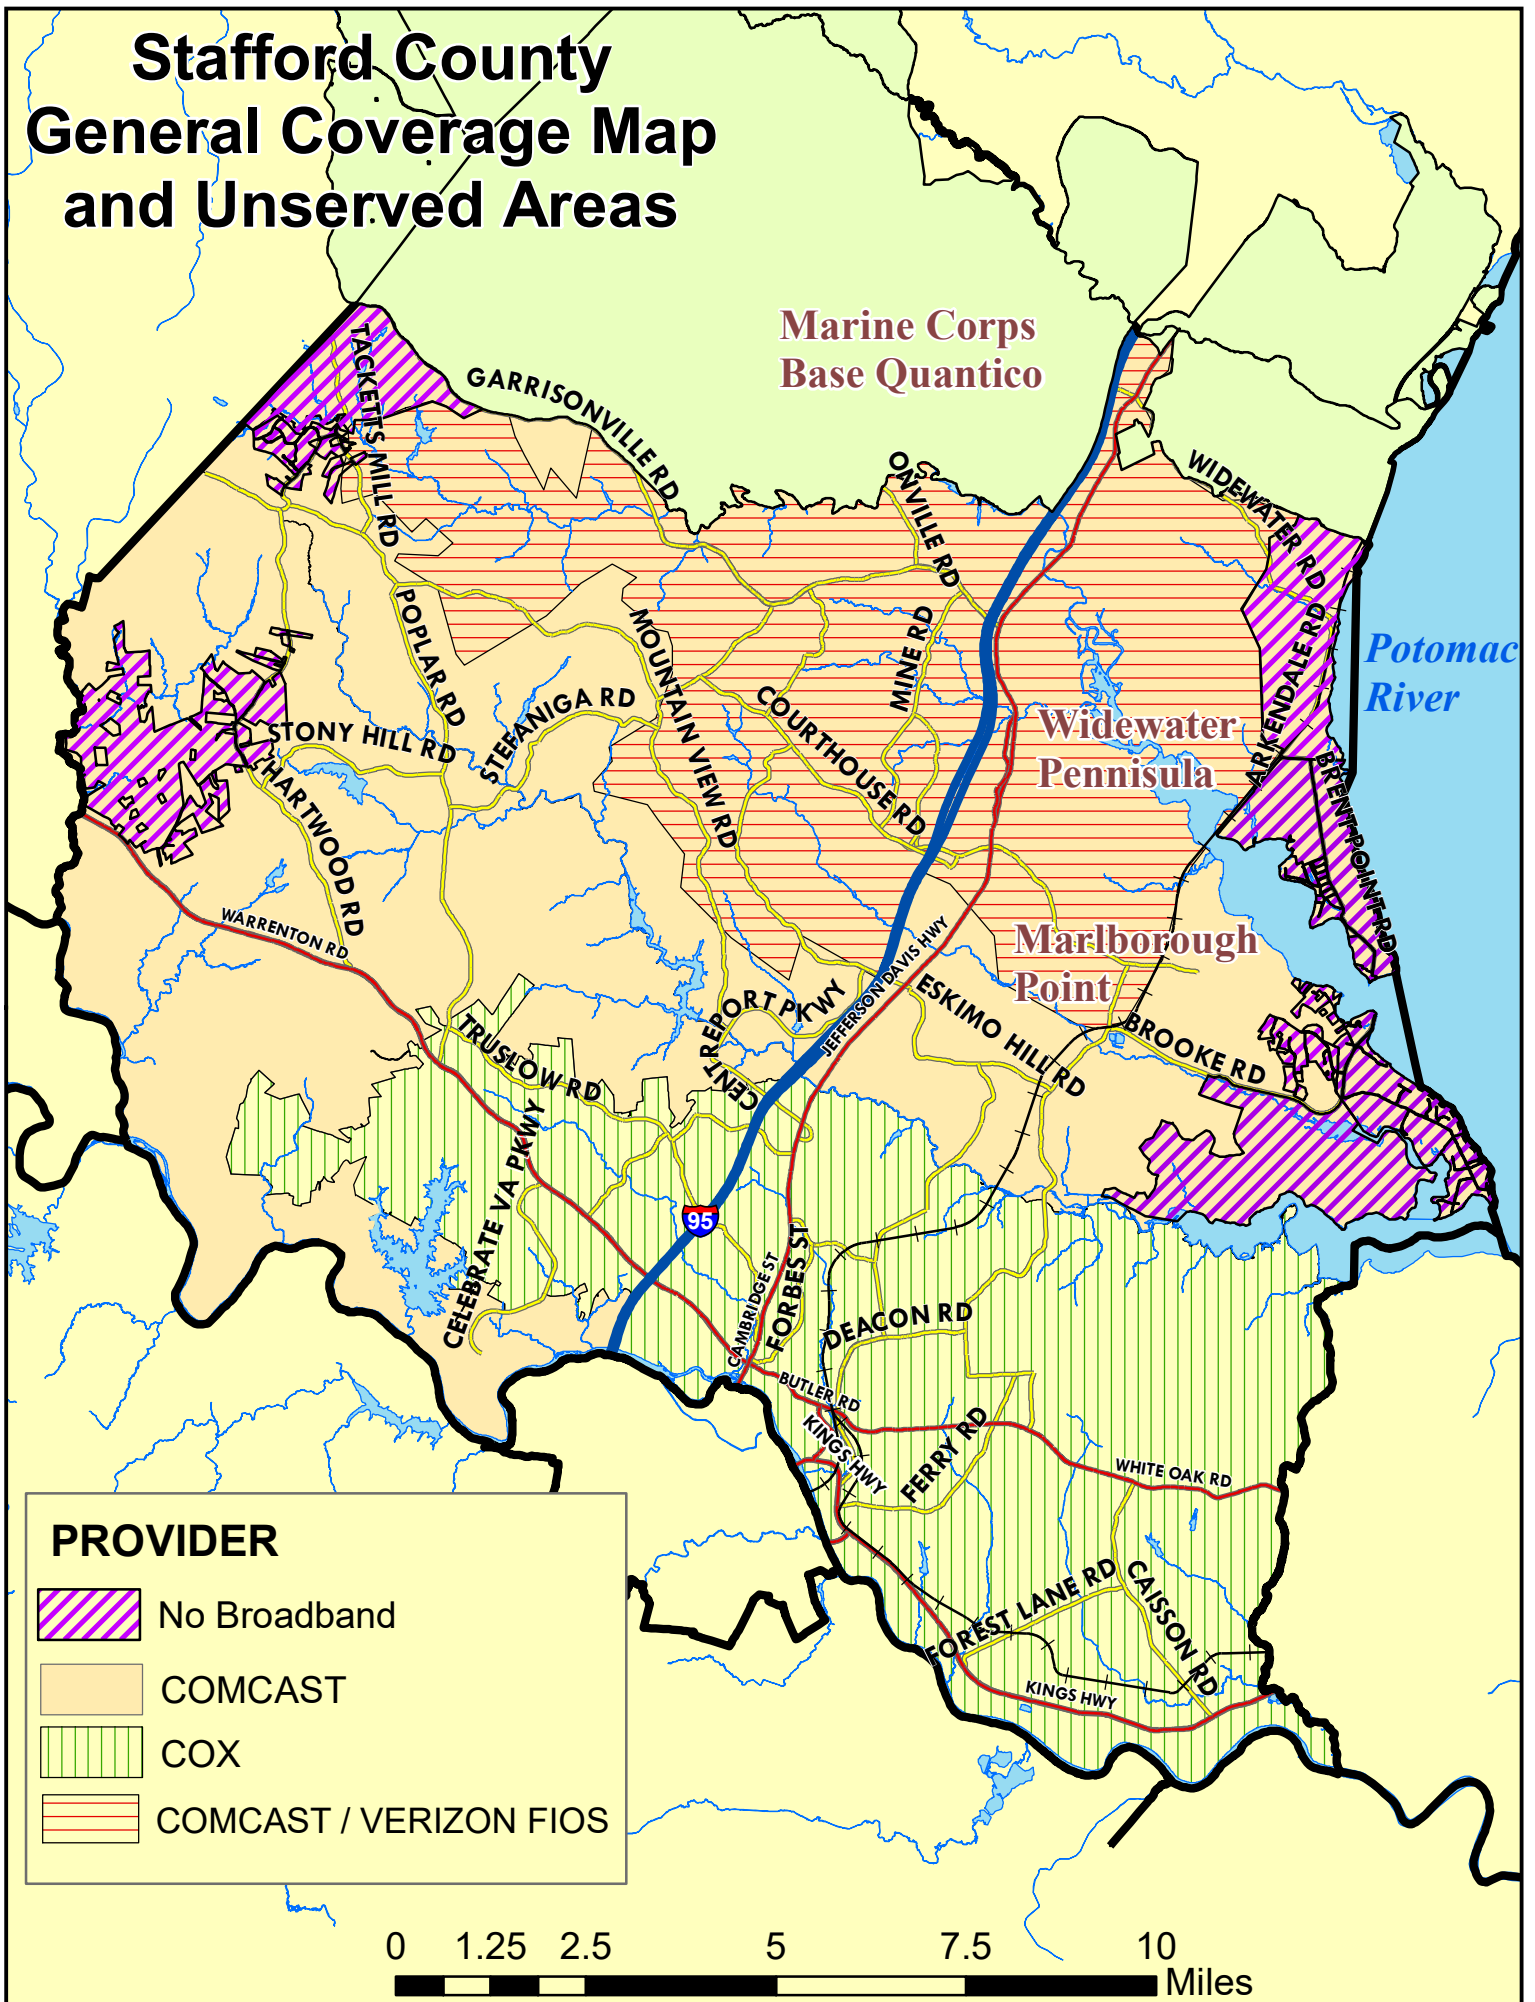 Stafford County
General Coverage Map
and Unserved Areas
Marine Corps
Base Quantico
TACKETTS MILL RD
GARRISONVILLE RD
ONVILLE RD
WIDEWATER RD
POPLAR RD
MOUNTAIN VIEW RD
MINE RD
ARKENDALE RD
Potomac
River
STONY HILL RD
STEFANIGA RD
COURTHOUSE RD
Widewater
Pennisula
BRENT POINT RD
HARTWOOD RD
WARRENTON RD
JEFFERSON DAVIS HWY
Marlborough
Point
CENTREPORT PKWY
ESKIMO HILL RD
BROOKE RD
TRUSLOW RD
CELEBRATE VA PKWY
95
CAMBRIDGE ST
FORBES ST
DEACON RD
BUTLER RD
KINGS HWY
FERRY RD
WHITE OAK RD
FOREST LANE RD
CAISSON RD
KINGS HWY
PROVIDER
No Broadband
COMCAST
COX
COMCAST / VERIZON FIOS
0 1.25 2.5 5 7.5 10
Miles